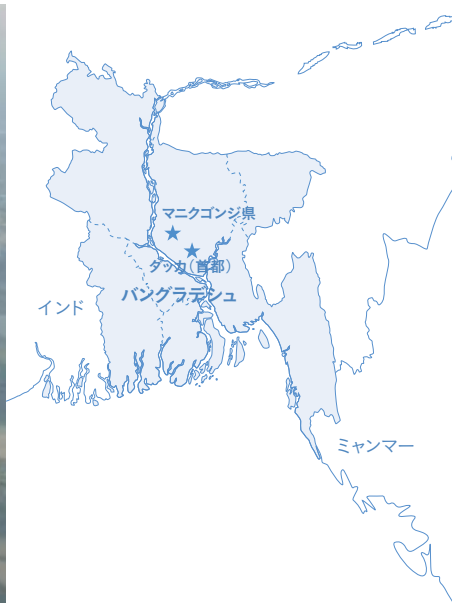 マニクゴンジ県
ダッカ（首都）
バングラデシュ
インド
ミャンマー